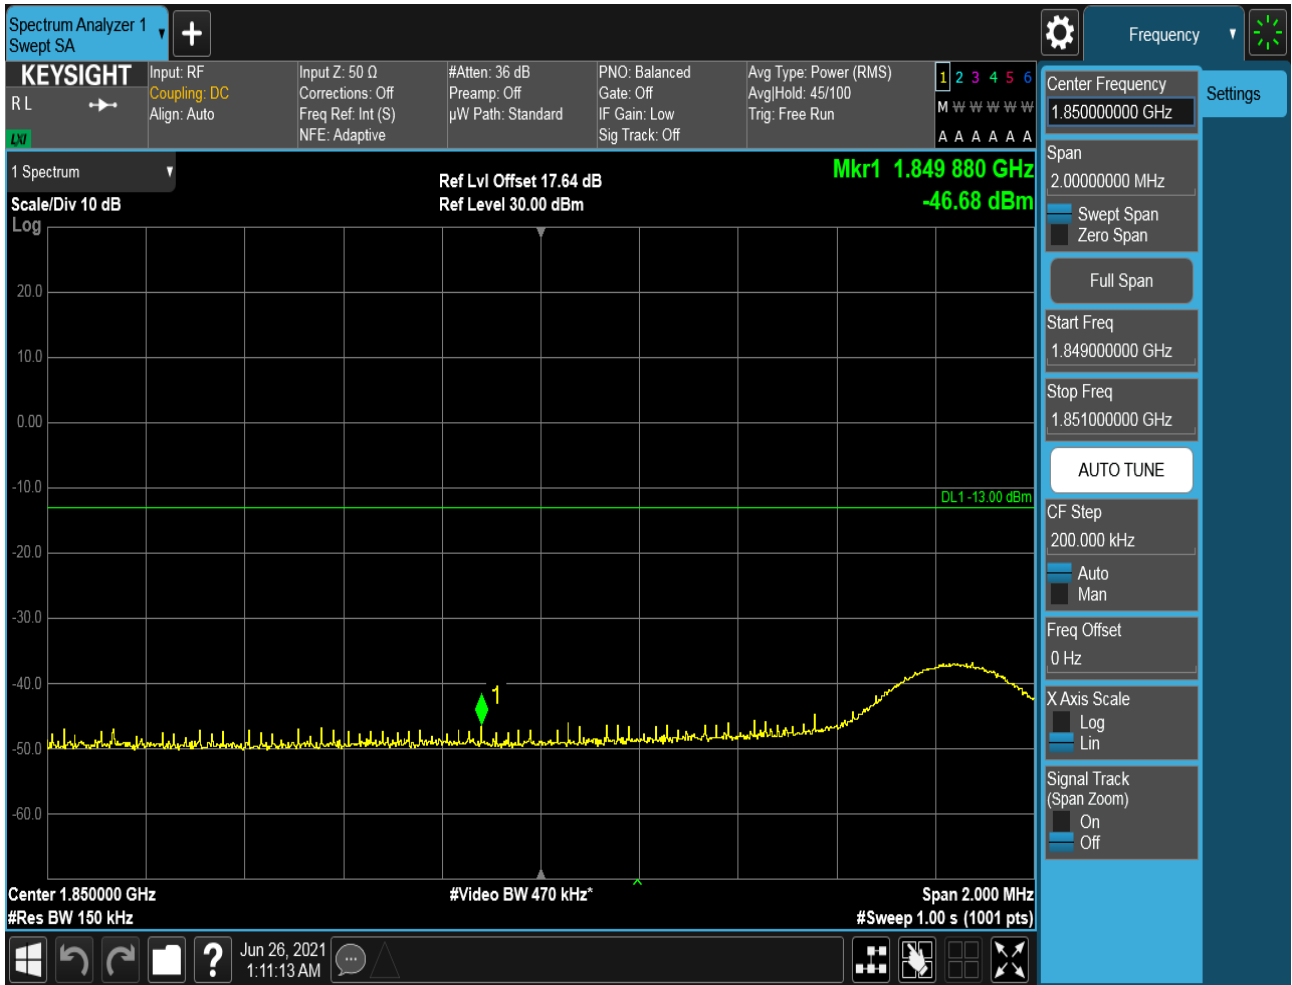 Spectrum Analyzer 1
Swept SA
Frequency
KEYSIGHT
R L
LXI
Input: RF
Coupling: DC
Align: Auto
Input Z: 50 Ω
Corrections: Off
Freq Ref: Int (S)
NFE: Adaptive
#Atten: 36 dB
Preamp: Off
µW Path: Standard
PNO: Balanced
Gate: Off
IF Gain: Low
Sig Track: Off
Avg Type: Power (RMS)
Avg|Hold: 45/100
Trig: Free Run
1 2 3 4 5 6
M W W W W W
A A A A A A
1 Spectrum
Scale/Div 10 dB
Log
Ref Lvl Offset 17.64 dB
Ref Level 30.00 dBm
Mkr1 1.849 880 GHz
-46.68 dBm
20.0
10.0
0.00
-10.0
DL1 -13.00 dBm
-20.0
-30.0
-40.0
1
-50.0
-60.0
Center 1.850000 GHz
#Res BW 150 kHz
#Video BW 470 kHz*
Span 2.000 MHz
#Sweep 1.00 s (1001 pts)
Center Frequency
1.850000000 GHz
Settings
Span
2.00000000 MHz
Swept Span
Zero Span
Full Span
Start Freq
1.849000000 GHz
Stop Freq
1.851000000 GHz
AUTO TUNE
CF Step
200.000 kHz
Auto
Man
Freq Offset
0 Hz
X Axis Scale
Log
Lin
Signal Track
(Span Zoom)
On
Off
?
Jun 26, 2021
1:11:13 AM